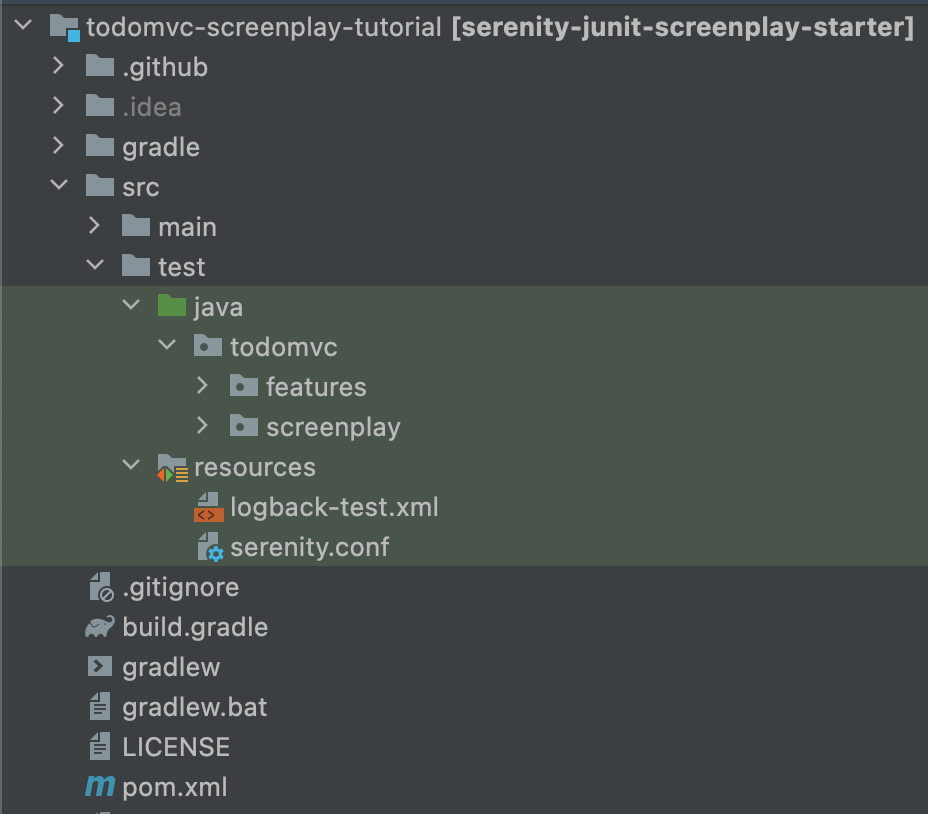 todomvc-screenplay-tutorial [serenity-junit-screenplay-starter]
.github
.idea
gradle
src
main
test
java
todomvc
features
screenplay
resources
logback-test.xml
serenity.conf
.gitignore
build.gradle
gradlew
gradlew.bat
LICENSE
pom.xml